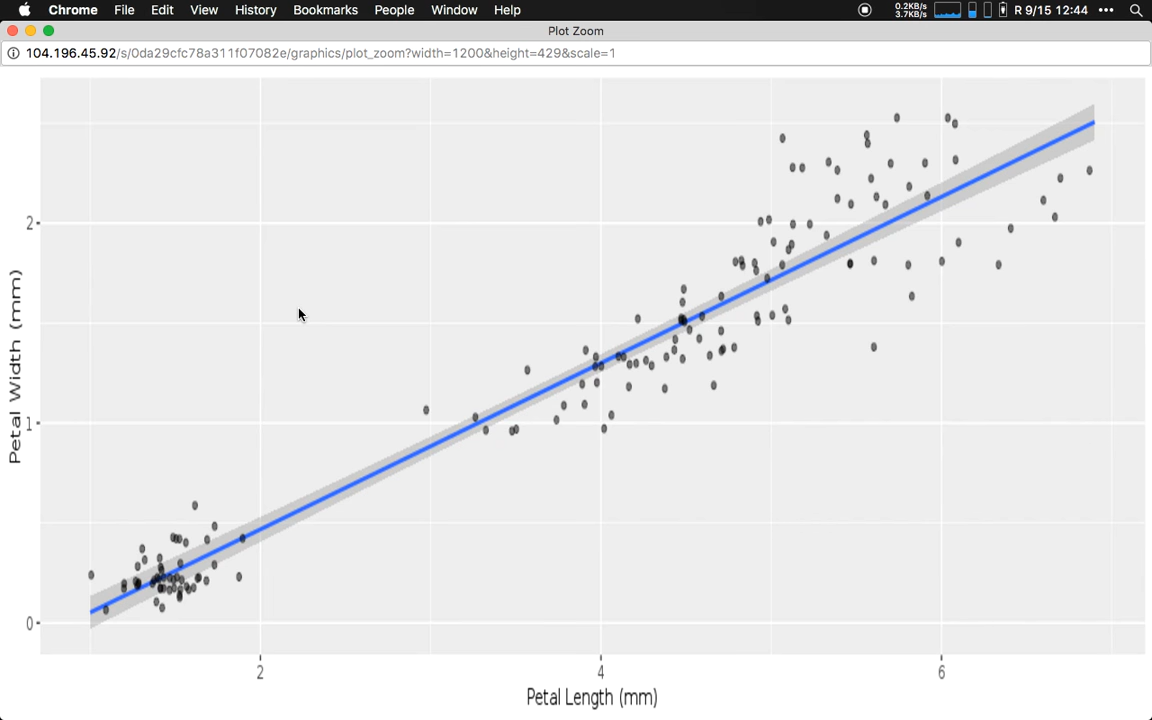 Chrome File Edit View History Bookmarks People Window Help 0.2KB/s 3.7KB/s R 9/15 12:44
Plot Zoom
104.196.45.92/s/0da29cfc78a311f07082e/graphics/plot_zoom?width=1200&height=429&scale=1
2
1
0
Petal Width (mm)
2 4 6
Petal Length (mm)